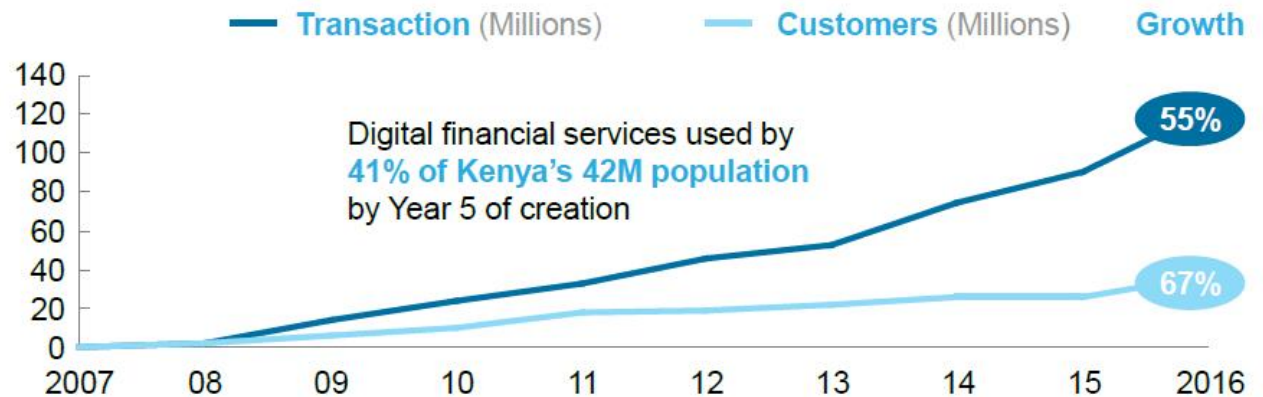 Transaction (Millions) Customers (Millions) Growth
140
120
100
80
60
40
20
0
Digital financial services used by
41% of Kenya's 42M population
by Year 5 of creation
55%
67%
2007 08 09 10 11 12 13 14 15 2016